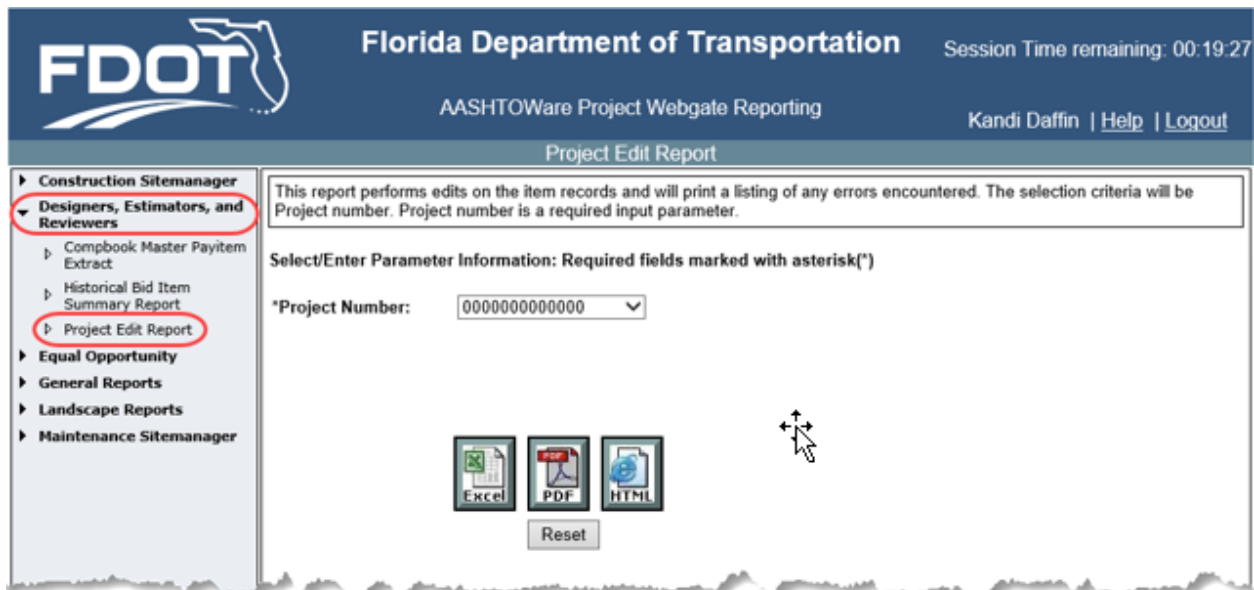 FDOT
Florida Department of Transportation
Session Time remaining: 00:19:27
AASHTOWare Project Webgate Reporting
Kandi Daffin | Help | Logout
Project Edit Report
Construction Sitemanager
Designers, Estimators, and
Reviewers
Compbook Master Payitem
Extract
Historical Bid Item
Summary Report
Project Edit Report
Equal Opportunity
General Reports
Landscape Reports
Maintenance Sitemanager
This report performs edits on the item records and will print a listing of any errors encountered. The selection criteria will be
Project number. Project number is a required input parameter.
Select/Enter Parameter Information: Required fields marked with asterisk(*)
*Project Number: 0000000000000
Excel PDF HTML
Reset